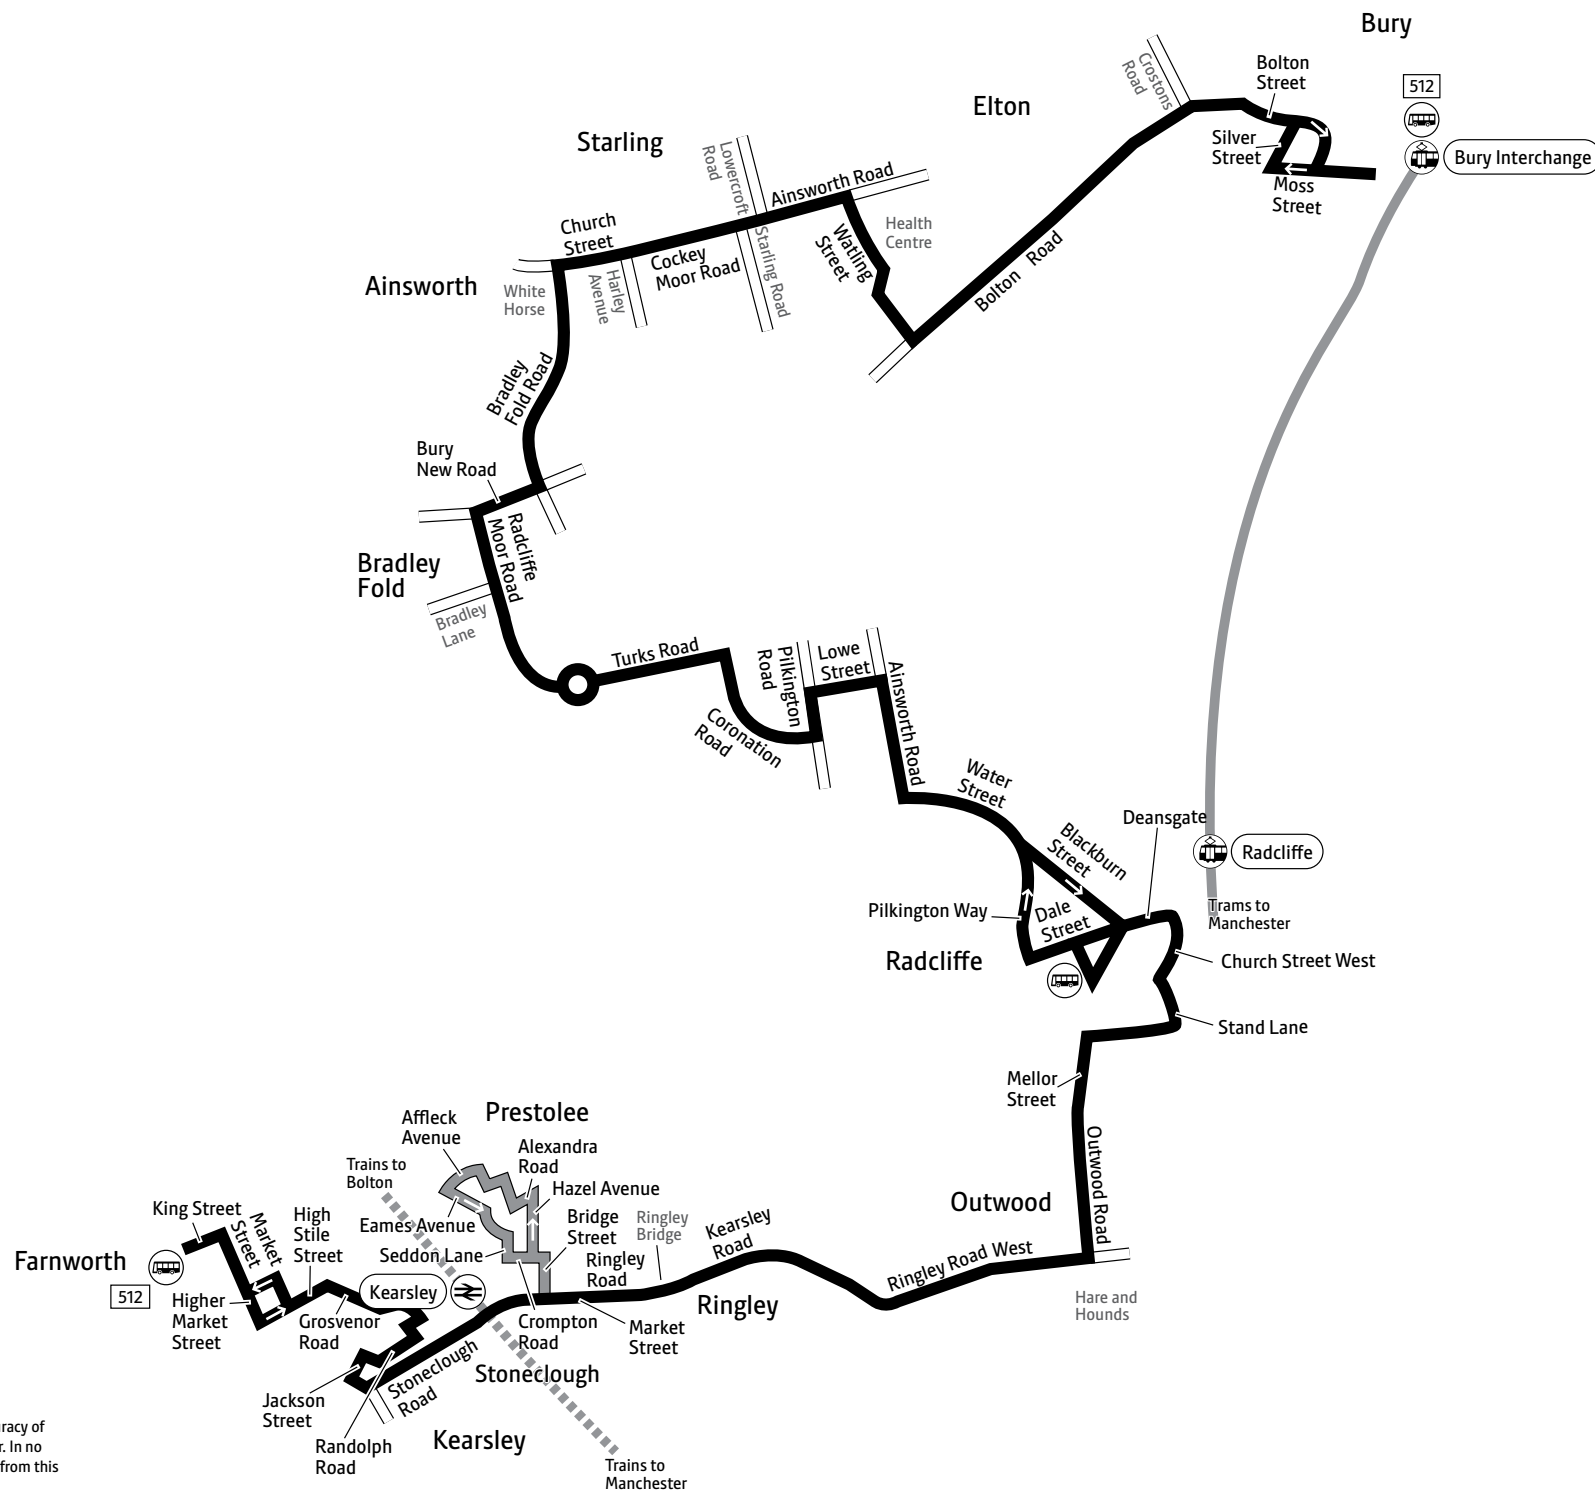 Bury
Bolton
Street
512
Crostons
Road
Elton
Silver
Street
Bury Interchange
Moss
Street
Starling
Lowercroft
Road
Ainsworth Road
Church
Street
Starling Road
Watling
Street
Health
Centre
Cockey
Moor Road
Bolton Road
Ainsworth
White
Horse
Harley
Avenue
Bradley
Fold Road
Bury
New Road
Radcliffe
Moor Road
Bradley
Fold
Bradley
Lane
Turks Road
Pilkington
Road
Lowe
Street
Ainsworth Road
Coronation
Road
Water
Street
Deansgate
Blackburn
Street
Radcliffe
Pilkington Way
Dale
Street
Trams to
Manchester
Radcliffe
Church Street West
Stand Lane
Mellor
Street
Outwood Road
Prestolee
Affleck
Avenue
Alexandra
Road
Trains to
Bolton
Hazel Avenue
Outwood
King Street
Market
Street
High
Stile
Street
Eames Avenue
Bridge
Street
Ringley
Bridge
Kearsley
Road
Seddon Lane
Ringley
Road
Ringley Road West
Farnworth
512
Kearsley
Higher
Market
Street
Grosvenor
Road
Crompton
Road
Market
Street
Ringley
Hare and
Hounds
Stoneclough
Road
Stoneclough
Jackson
Street
Randolph
Road
Kearsley
Trains to
Manchester
uracy of
r. In no
from this